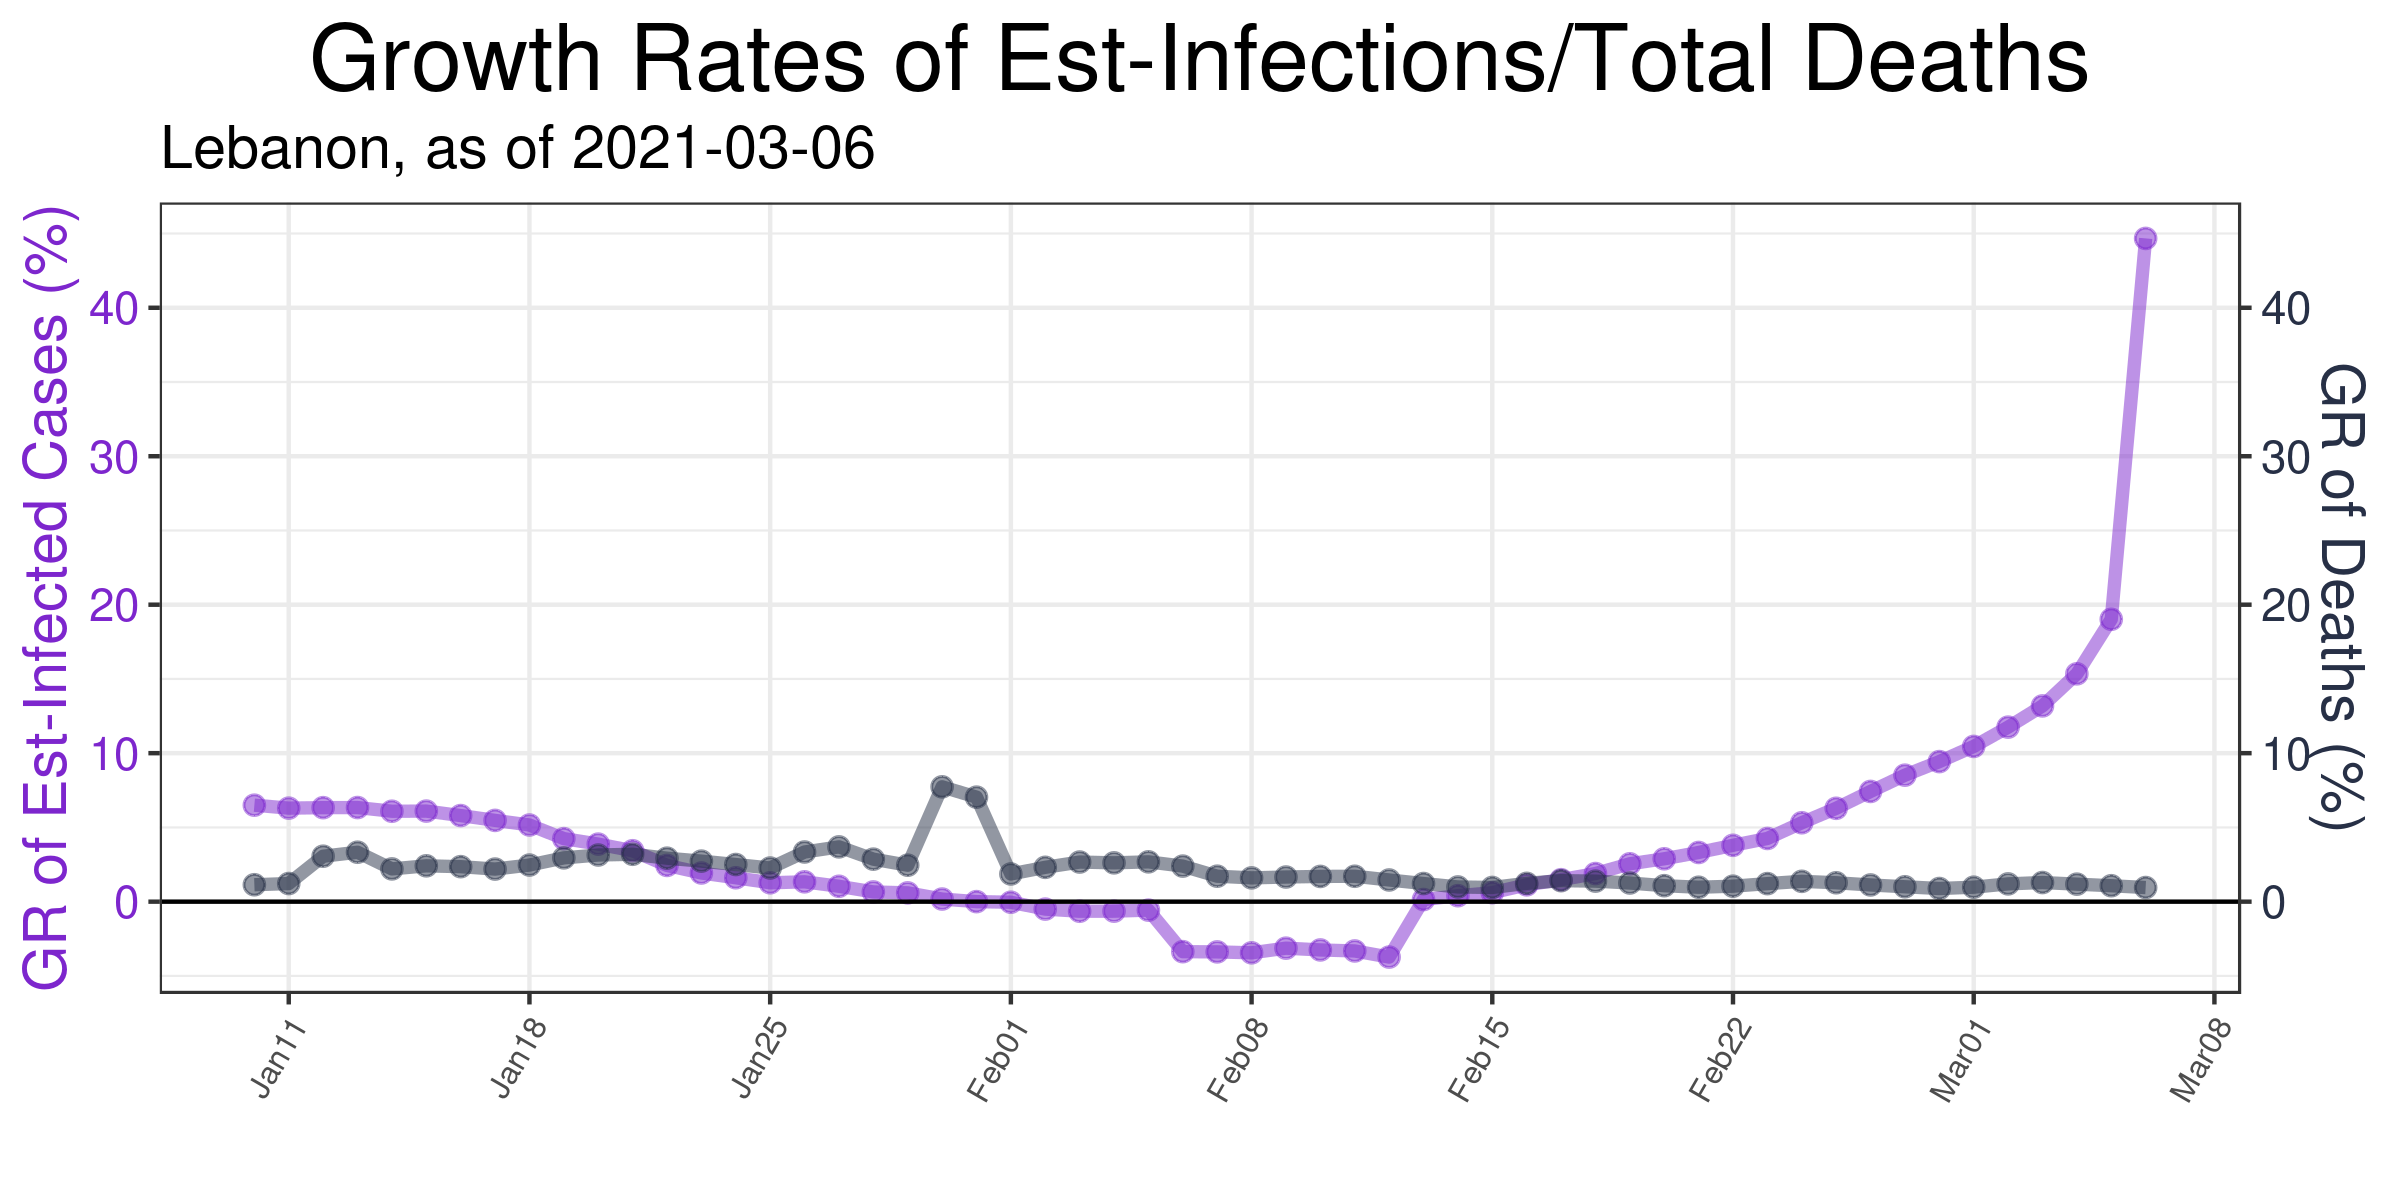 Growth Rates of Est-Infections/Total Deaths
Lebanon, as of 2021-03-06
GR of Est-Infected Cases (%)
40
30
20
10
0
40
30
20
10
0
GR of Deaths (%)
Jan11
Jan18
Jan25
Feb01
Feb08
Feb15
Feb22
Mar01
Mar08